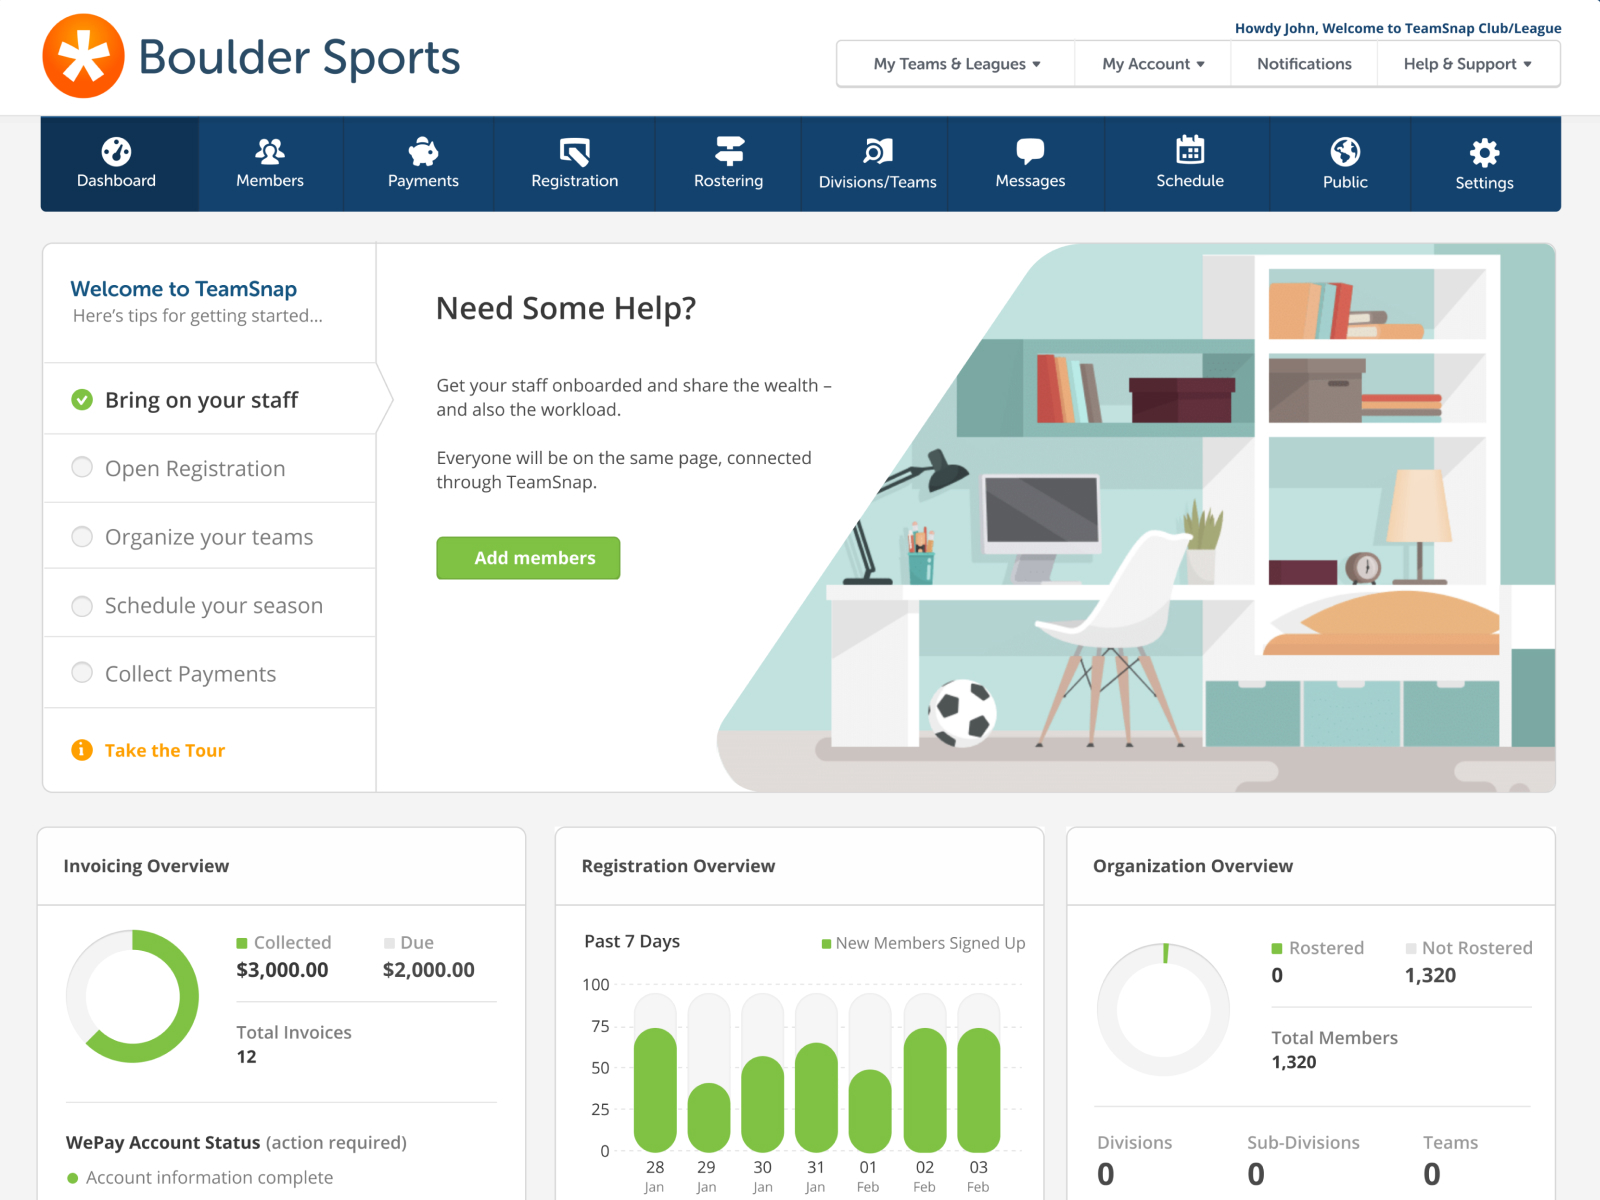 Boulder Sports
Howdy John, Welcome to TeamSnap Club/League
My Teams & Leagues ▾
My Account ▾
Notifications
Help & Support ▾
Dashboard
Members
Payments
Registration
Rostering
Divisions/Teams
Messages
Schedule
Public
Settings
Welcome to TeamSnap
Here's tips for getting started...
Bring on your staff
Open Registration
Organize your teams
Schedule your season
Collect Payments
Take the Tour
Need Some Help?
Get your staff onboarded and share the wealth –
and also the workload.
Everyone will be on the same page, connected
through TeamSnap.
Add members
Invoicing Overview
Collected Due
$3,000.00 $2,000.00
Total Invoices
12
WePay Account Status (action required)
Account information complete
Registration Overview
Past 7 Days
New Members Signed Up
100
75
50
25
0
28 29 30 31 01 02 03
Jan Jan Jan Jan Feb Feb Feb
Organization Overview
Rostered Not Rostered
0 1,320
Total Members
1,320
Divisions Sub-Divisions Teams
0 0 0